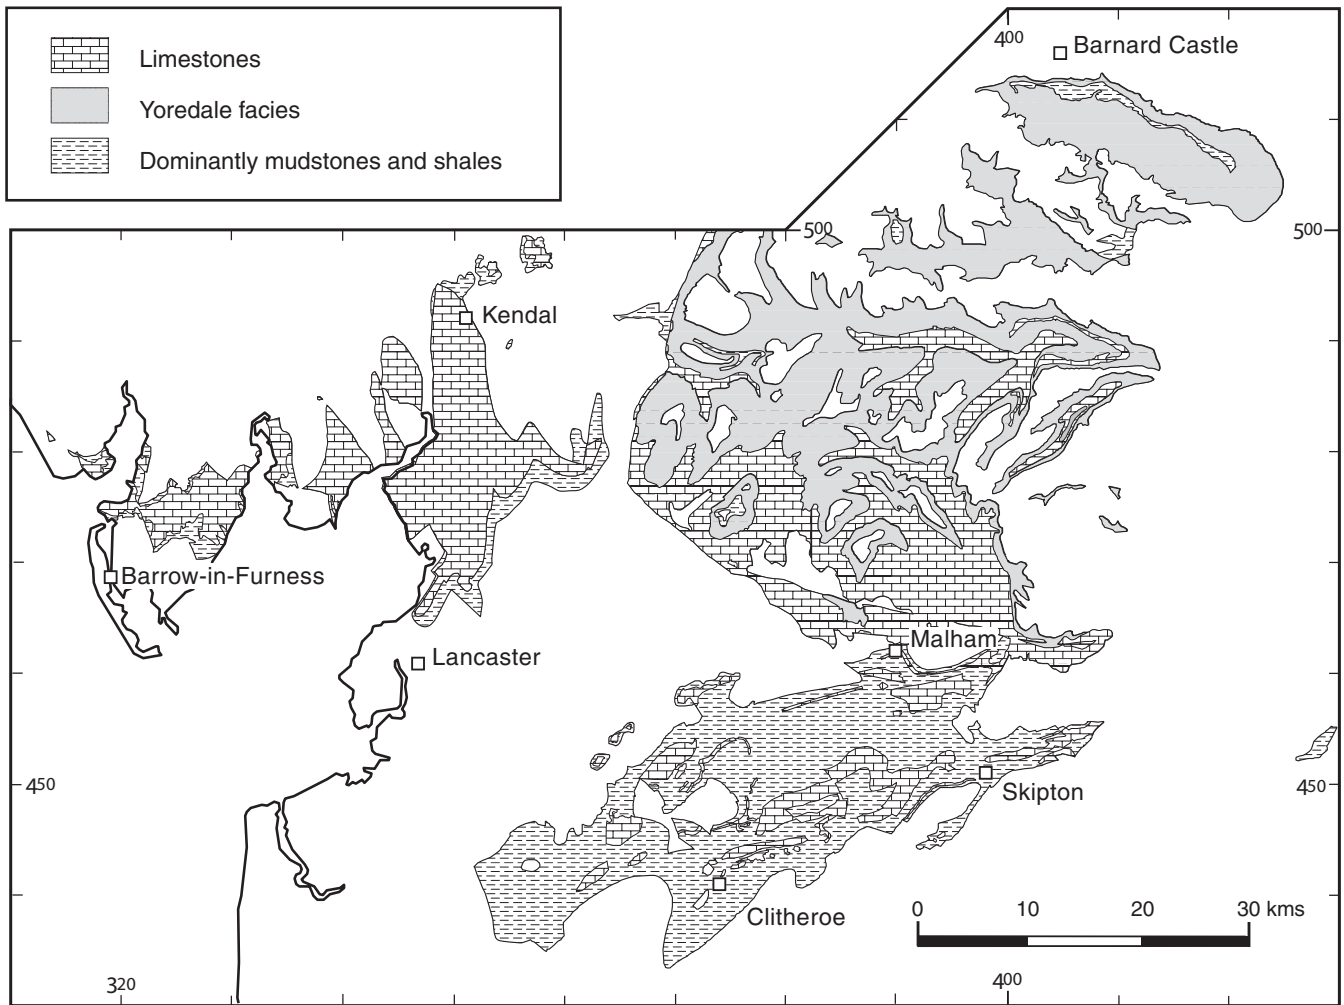 Limestones
Yoredale facies
Dominantly mudstones and shales
400
Barnard Castle
500
500
Kendal
Barrow-in-Furness
Malham
Lancaster
450
450
Skipton
Clitheroe
0 10 20 30 kms
320
400